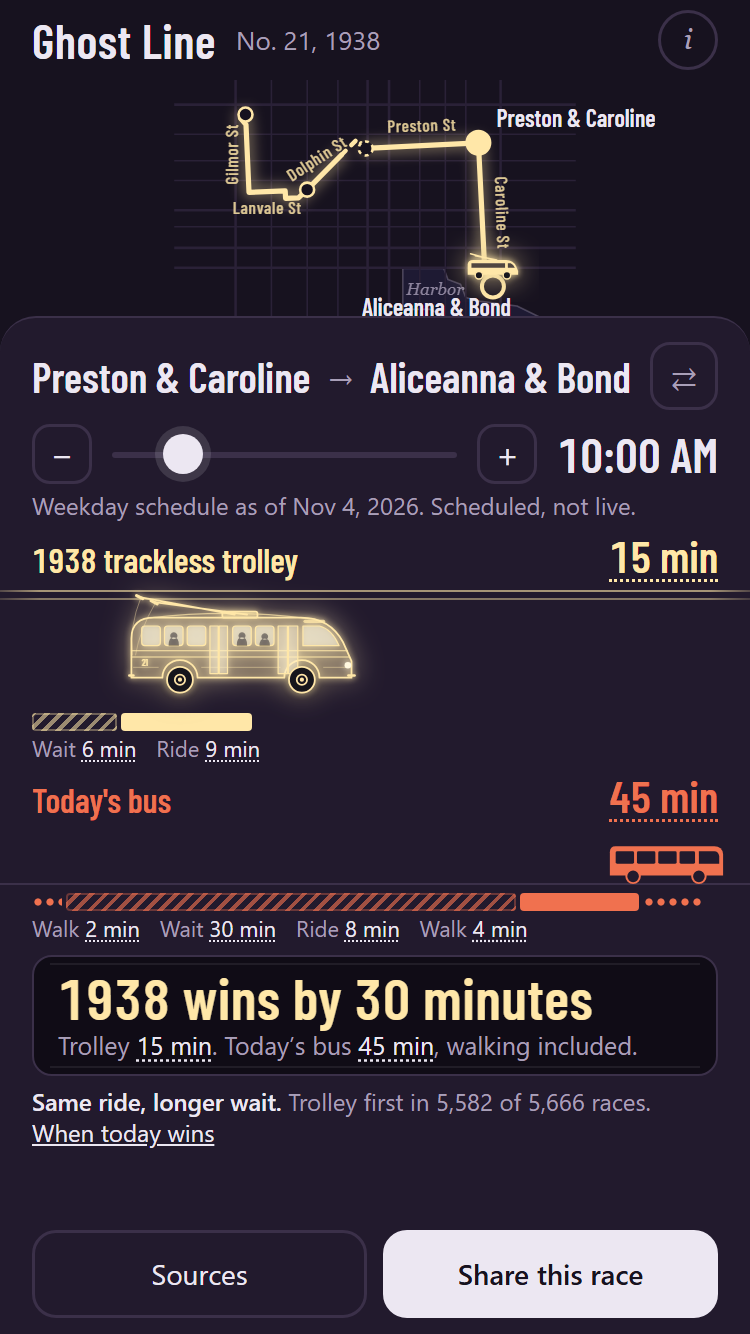 Ghost Line No. 21, 1938 i
Preston & Caroline
Preston St
Gilmor St
Dolphin St
Lanvale St
Caroline St
Harbor
Aliceanna & Bond
Preston & Caroline → Aliceanna & Bond ⇄
− + 10:00 AM
Weekday schedule as of Nov 4, 2026. Scheduled, not live.
1938 trackless trolley 15 min
21
Wait 6 min Ride 9 min
Today's bus 45 min
Walk 2 min Wait 30 min Ride 8 min Walk 4 min
1938 wins by 30 minutes
Trolley 15 min. Today’s bus 45 min, walking included.
Same ride, longer wait. Trolley first in 5,582 of 5,666 races.
When today wins
Sources Share this race